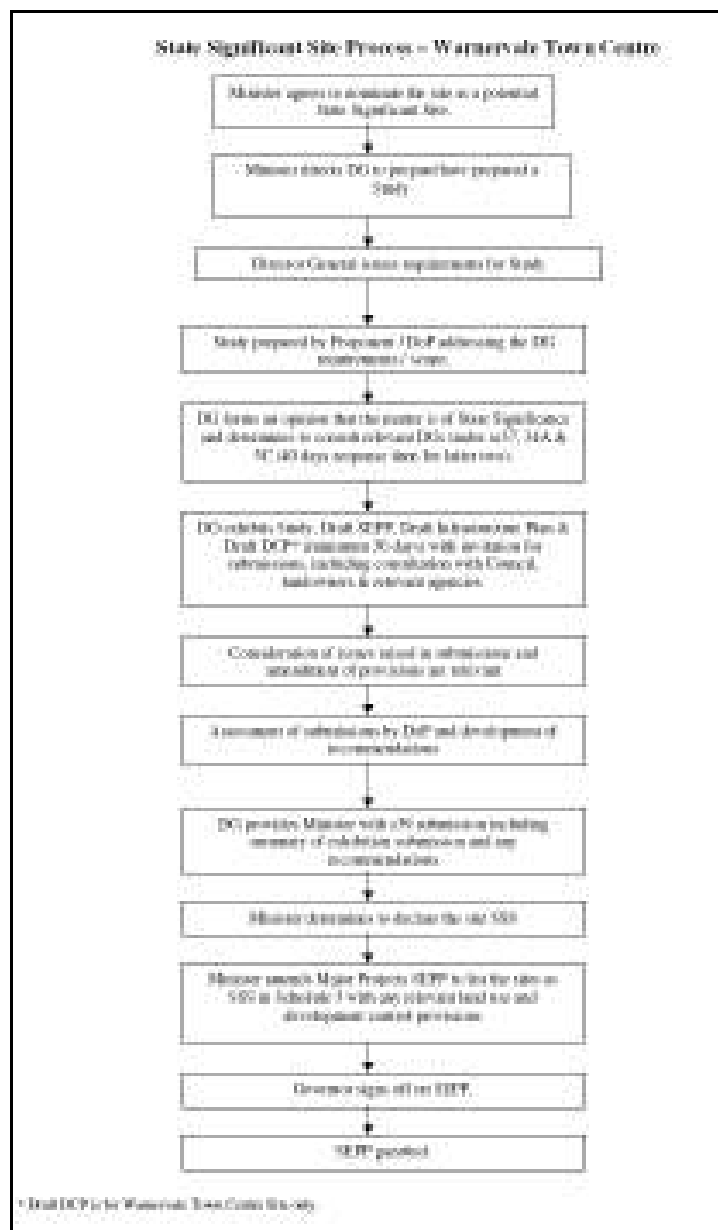 State Significant Site Process – Warnervale Town Centre
Minister agrees to nominate the site as a potential
State Significant Site.
Minister directs DG to prepare/have prepared a
Study
Director General issues requirements for Study
Study prepared by Proponent / DoP addressing the DG
requirements / scope
DG forms an opinion that the matter is of State Significance
and determines to consult relevant DGs under
days response time for latter two).
DG exhibits Study, Draft SEPP, Draft Infrastructure Plan &
Draft DCP* (minimum 30 days) with invitation for
submissions, including consultation with Council,
landowners & relevant agencies.
Consideration of issues raised in submissions and
amendment of provisions are relevant
Assessment of submissions by DoP and development of
recommendations
DG provides Minister with submission including
summary of exhibition submission and any
recommendations
Minister determines to declare the site SSS
Minister amends Major Projects SEPP to list the sites as
SSS in Schedule 3 with any relevant land use and
development control provisions
Governor signs off on SEPP.
SEPP gazetted
* Draft DCP is for Warnervale Town Centre Site only